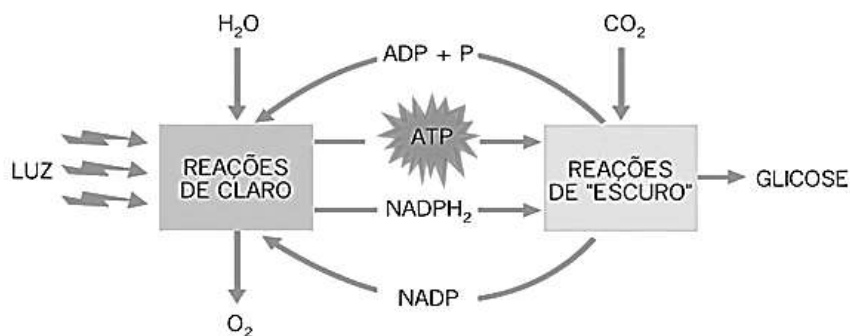 H₂O
CO₂
ADP + P
ATP
LUZ
REAÇÕES
DE CLARO
REAÇÕES
DE "ESCURO"
GLICOSE
NADPH₂
NADP
O₂